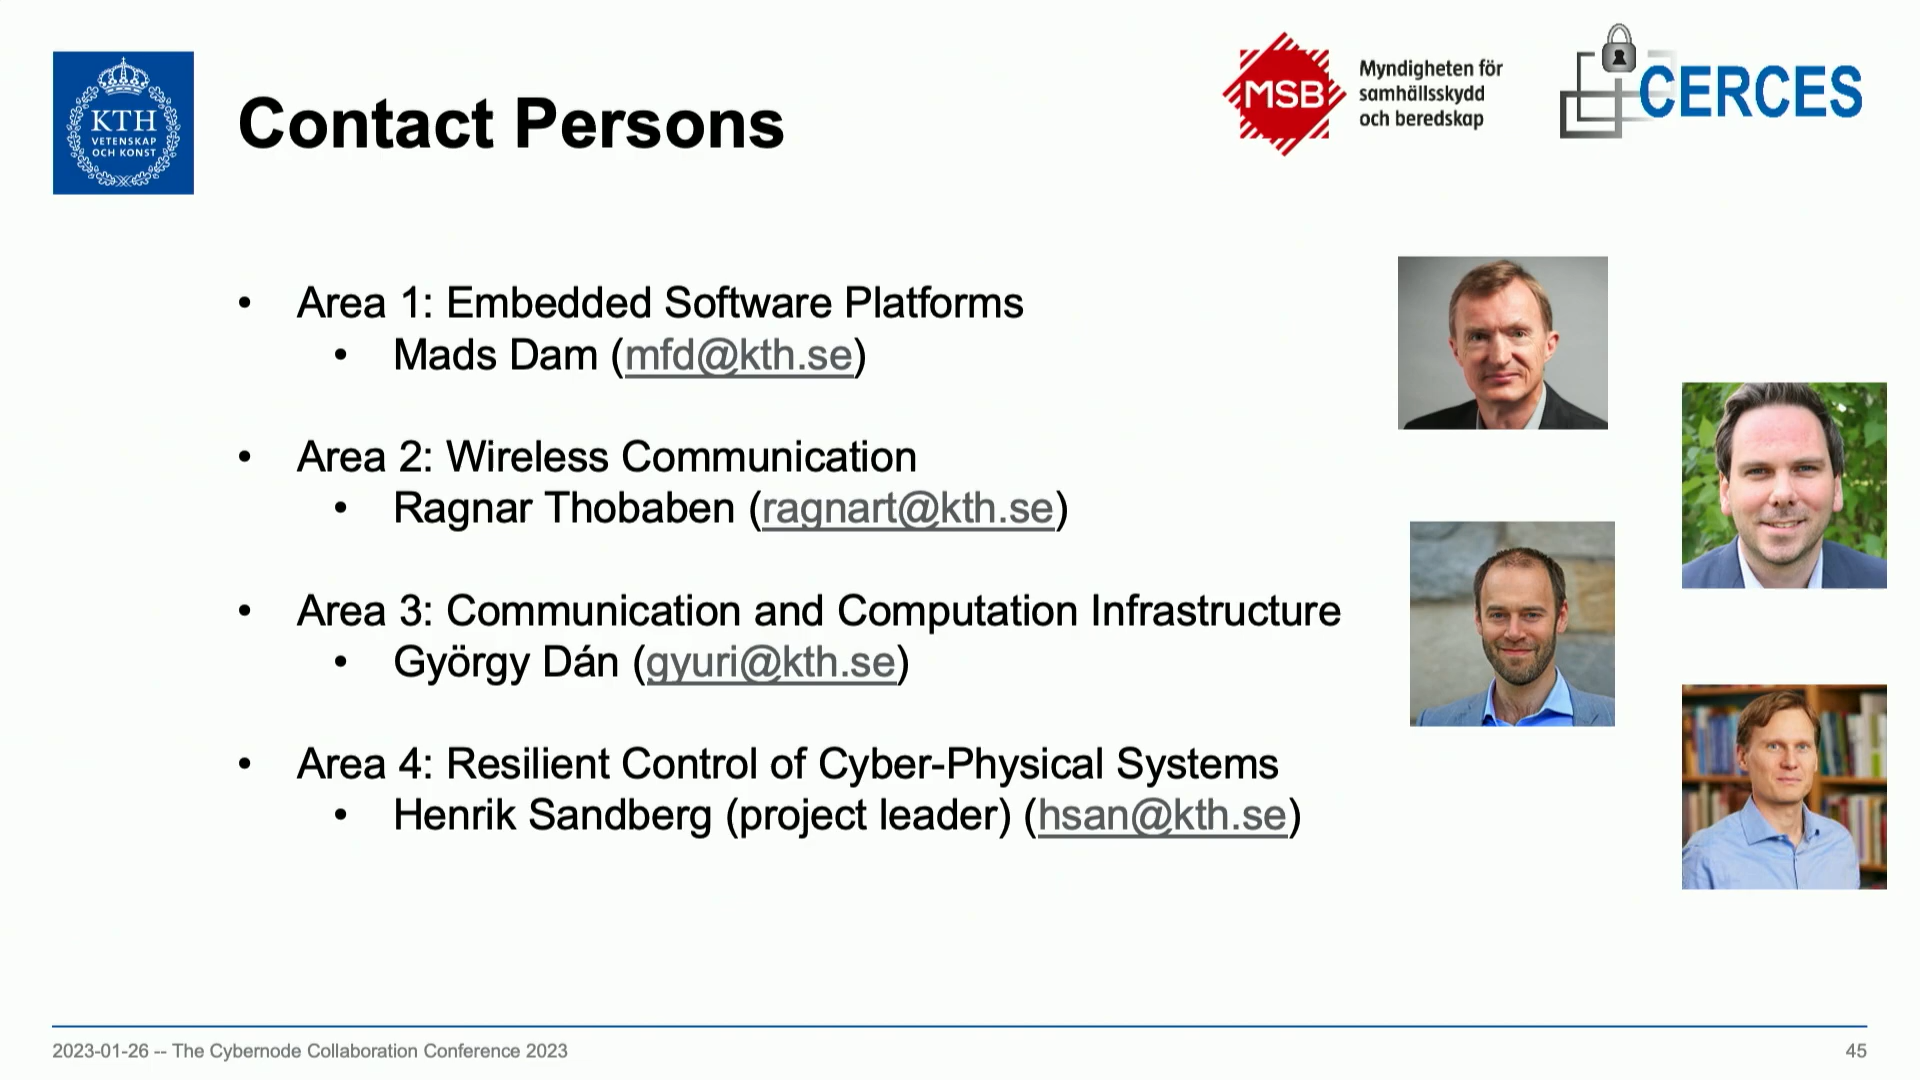 KTH
VETENSKAP
OCH KONST
Contact Persons
MSB
Myndigheten för
samhällsskydd
och beredskap
CERCES
• Area 1: Embedded Software Platforms
• Mads Dam (mfd@kth.se)
• Area 2: Wireless Communication
• Ragnar Thobaben (ragnart@kth.se)
• Area 3: Communication and Computation Infrastructure
• György Dán (gyuri@kth.se)
• Area 4: Resilient Control of Cyber-Physical Systems
• Henrik Sandberg (project leader) (hsan@kth.se)
2023-01-26 -- The Cybernode Collaboration Conference 2023
45